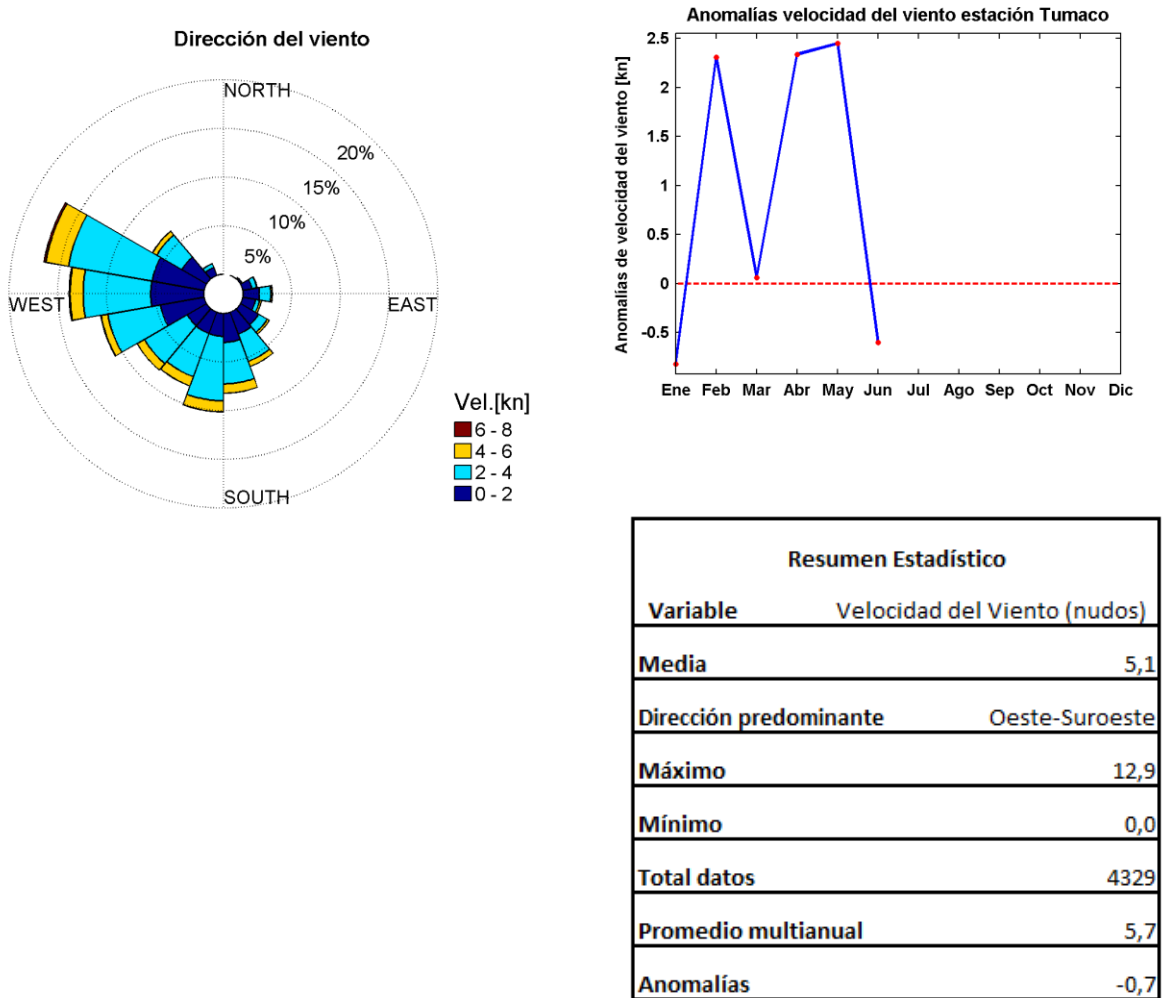 Dirección del viento
NORTH
20%
15%
10%
5%
WEST
EAST
SOUTH
Vel.[kn]
6 - 8
4 - 6
2 - 4
0 - 2
Anomalías velocidad del viento estación Tumaco
Anomalías de velocidad del viento [kn]
2.5
2
1.5
1
0.5
0
-0.5
Ene Feb Mar Abr May Jun Jul Ago Sep Oct Nov Dic
Resumen Estadístico
Variable Velocidad del Viento (nudos)
Media 5,1
Dirección predominante Oeste-Suroeste
Máximo 12,9
Mínimo 0,0
Total datos 4329
Promedio multianual 5,7
Anomalías -0,7